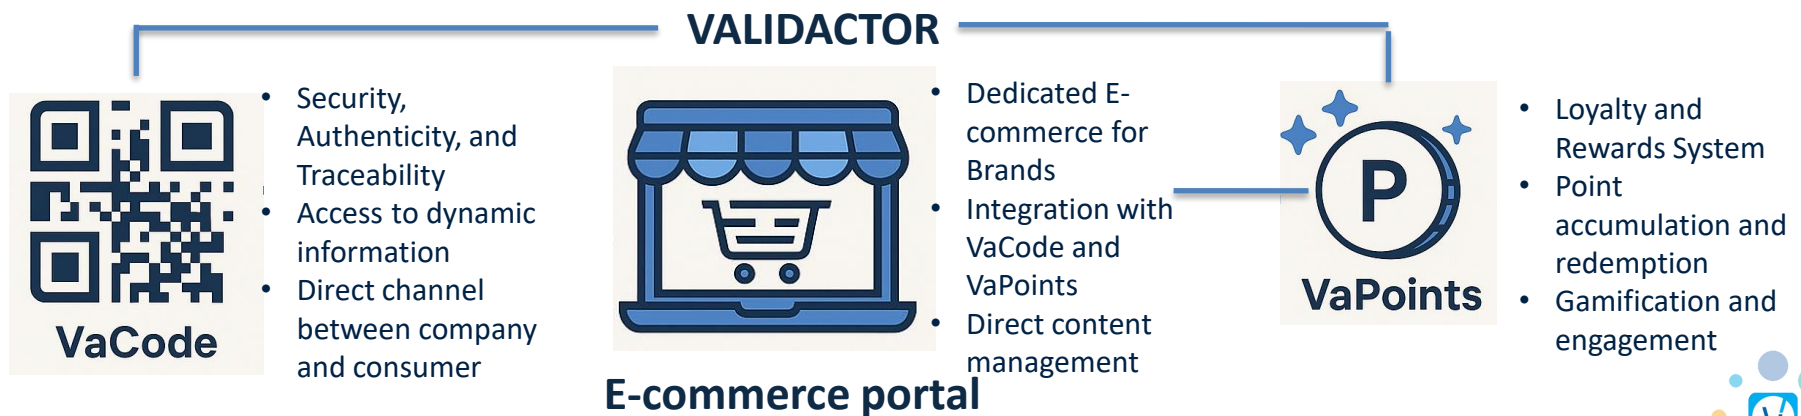 VALIDACTOR
VaCode
• Security,
Authenticity, and
Traceability
• Access to dynamic
information
• Direct channel
between company
and consumer
E-commerce portal
• Dedicated E-
commerce for
Brands
• Integration with
VaCode and
VaPoints
• Direct content
management
P
VaPoints
• Loyalty and
Rewards System
• Point
accumulation and
redemption
• Gamification and
engagement